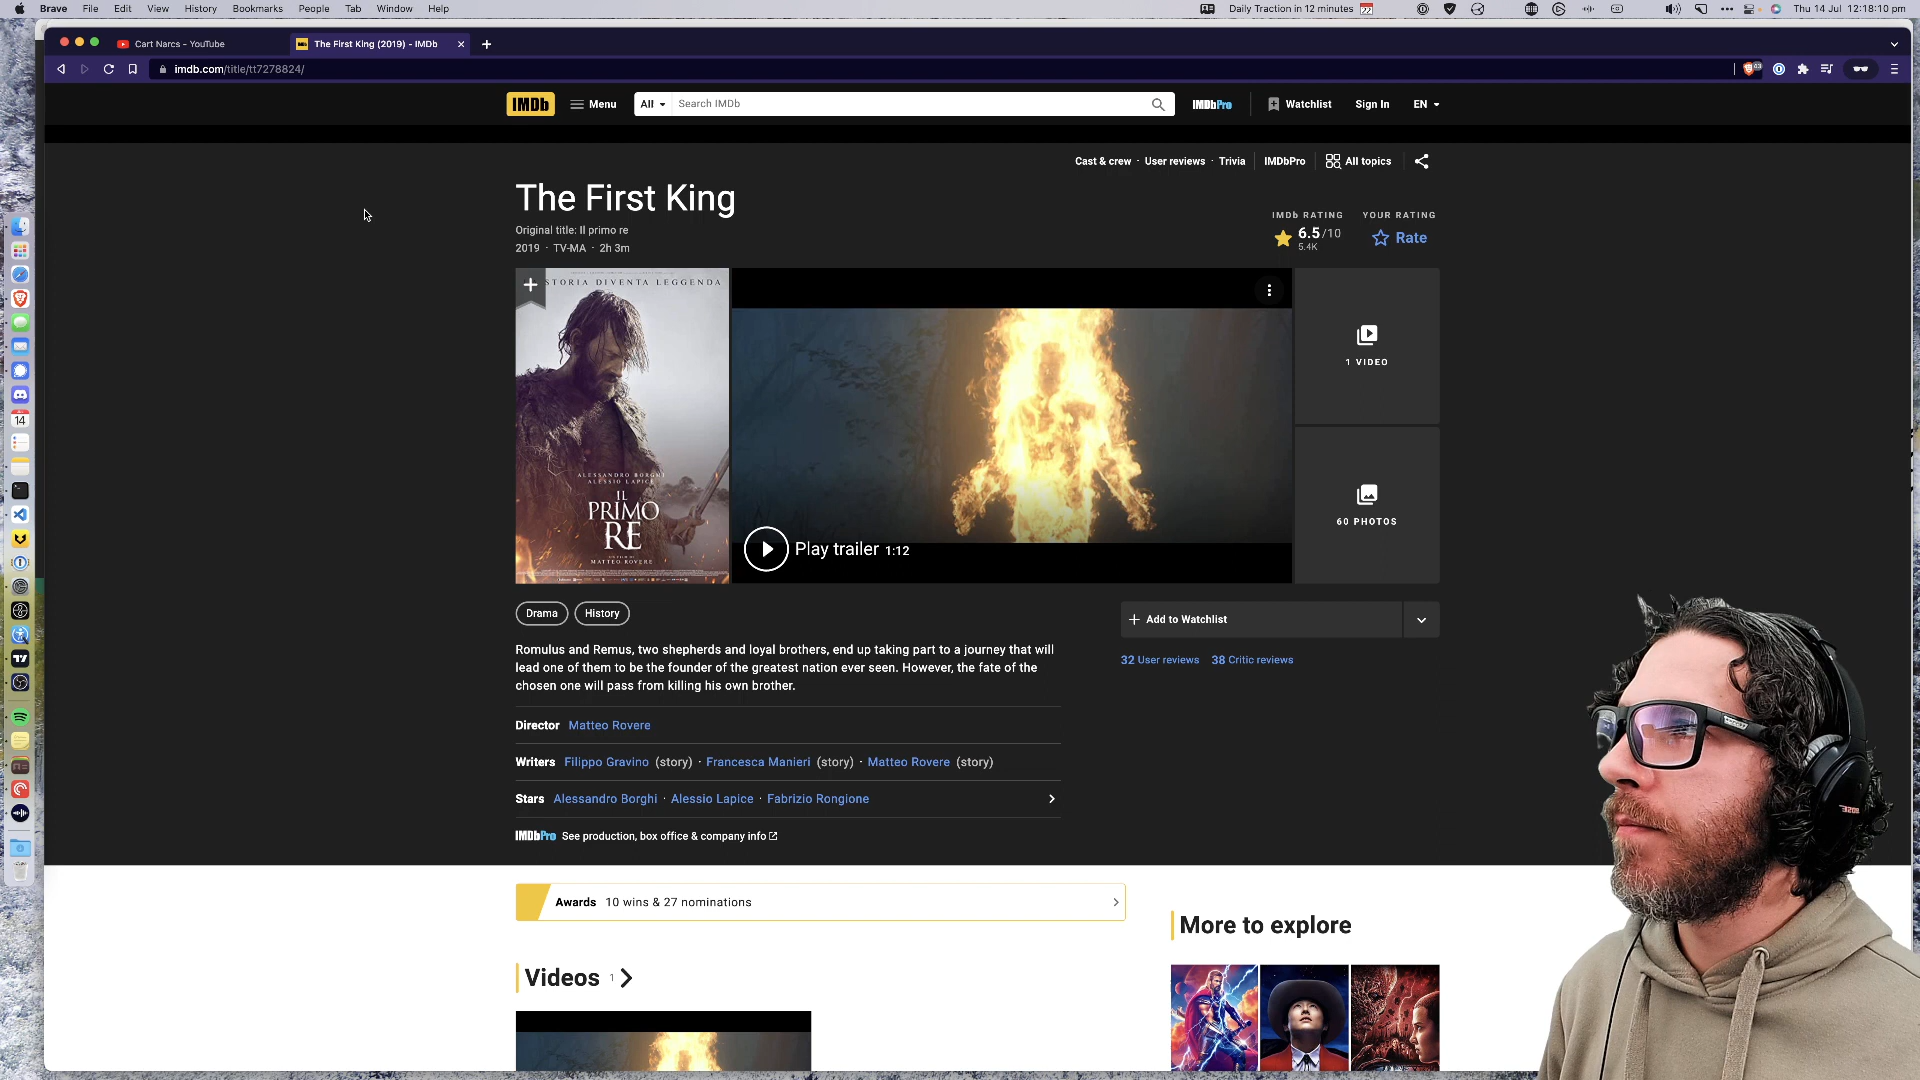 Brave File Edit View History Bookmarks People Tab Window Help
Daily Traction in 12 minutes 22
Thu 14 Jul 12:18:10 pm
Cart Narcs - YouTube
The First King (2019) - IMDb
imdb.com/title/tt7278824/
43
IMDb
Menu
All
Search IMDb
IMDbPro
Watchlist
Sign In
EN
Cast & crew · User reviews · Trivia
IMDbPro
All topics
The First King
Original title: Il primo re
2019 · TV-MA · 2h 3m
IMDb RATING
6.5/10
5.4K
YOUR RATING
Rate
STORIA DIVENTA LEGGENDA
ALESSANDRO BORGHI
ALESSIO LAPICE
IL
PRIMO
RE
UN FILM DI
MATTEO ROVERE
Play trailer 1:12
1 VIDEO
60 PHOTOS
Drama
History
Romulus and Remus, two shepherds and loyal brothers, end up taking part to a journey that will
lead one of them to be the founder of the greatest nation ever seen. However, the fate of the
chosen one will pass from killing his own brother.
Director Matteo Rovere
Writers Filippo Gravino (story) · Francesca Manieri (story) · Matteo Rovere (story)
Stars Alessandro Borghi · Alessio Lapice · Fabrizio Rongione
IMDbPro See production, box office & company info
Add to Watchlist
32 User reviews 38 Critic reviews
Awards 10 wins & 27 nominations
Videos 1
More to explore
14